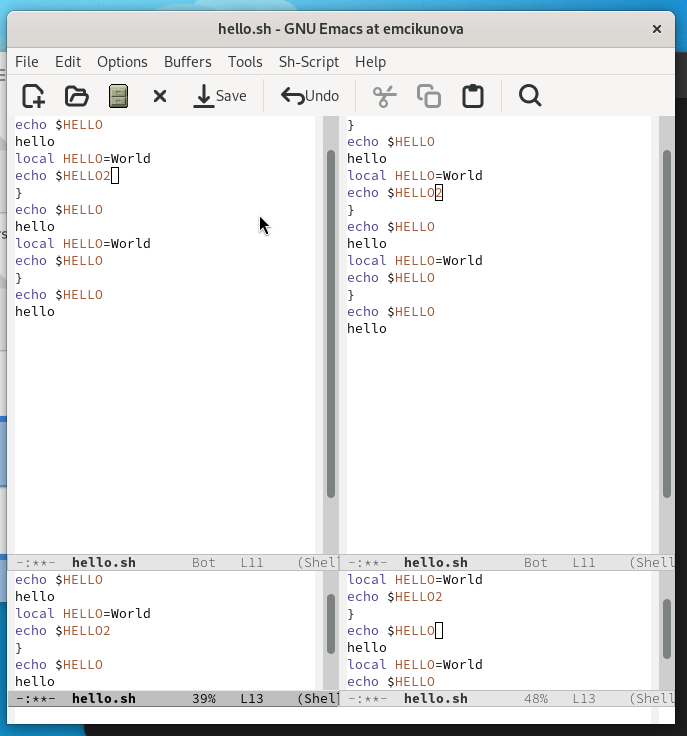 hello.sh - GNU Emacs at emcikunova
File Edit Options Buffers Tools Sh-Script Help
Save Undo
echo $HELLO
hello
local HELLO=World
echo $HELLO2
}
echo $HELLO
hello
local HELLO=World
echo $HELLO
}
echo $HELLO
hello
-:**- hello.sh Bot L11 (Shel
}
echo $HELLO
hello
local HELLO=World
echo $HELLO2
}
echo $HELLO
hello
local HELLO=World
echo $HELLO
}
echo $HELLO
hello
-:**- hello.sh Bot L11 (Shell
echo $HELLO
hello
local HELLO=World
echo $HELLO2
}
echo $HELLO
hello
-:**- hello.sh 39% L13 (Shel
local HELLO=World
echo $HELLO2
}
echo $HELLO
hello
local HELLO=World
echo $HELLO
-:**- hello.sh 48% L13 (Shell